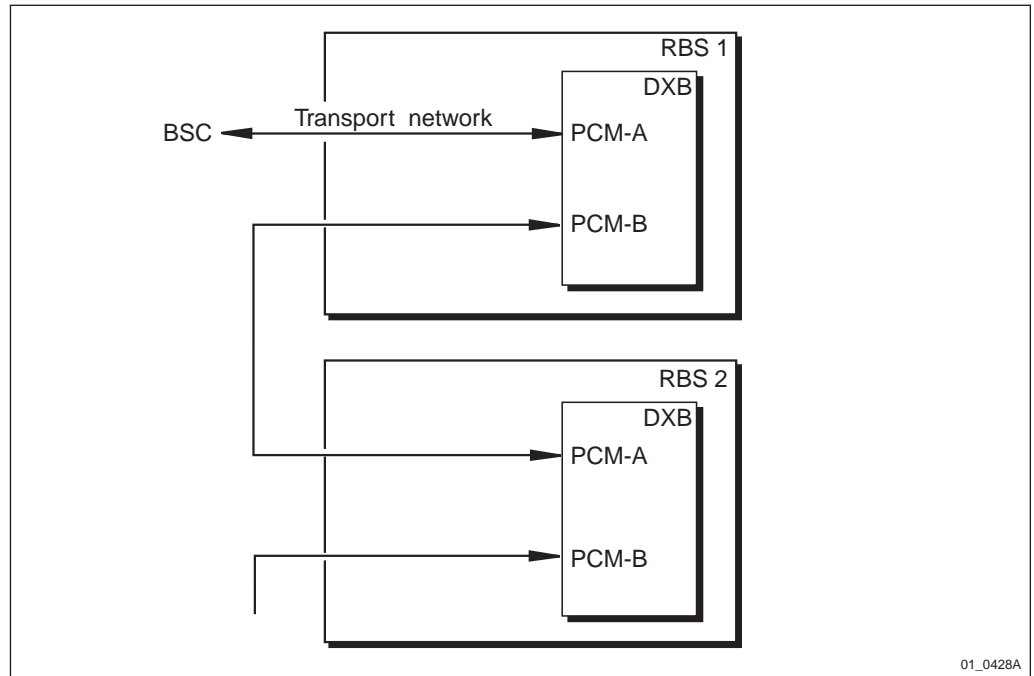 RBS 1
DXB
Transport network
BSC
PCM-A
PCM-B
RBS 2
DXB
PCM-A
PCM-B
01_0428A